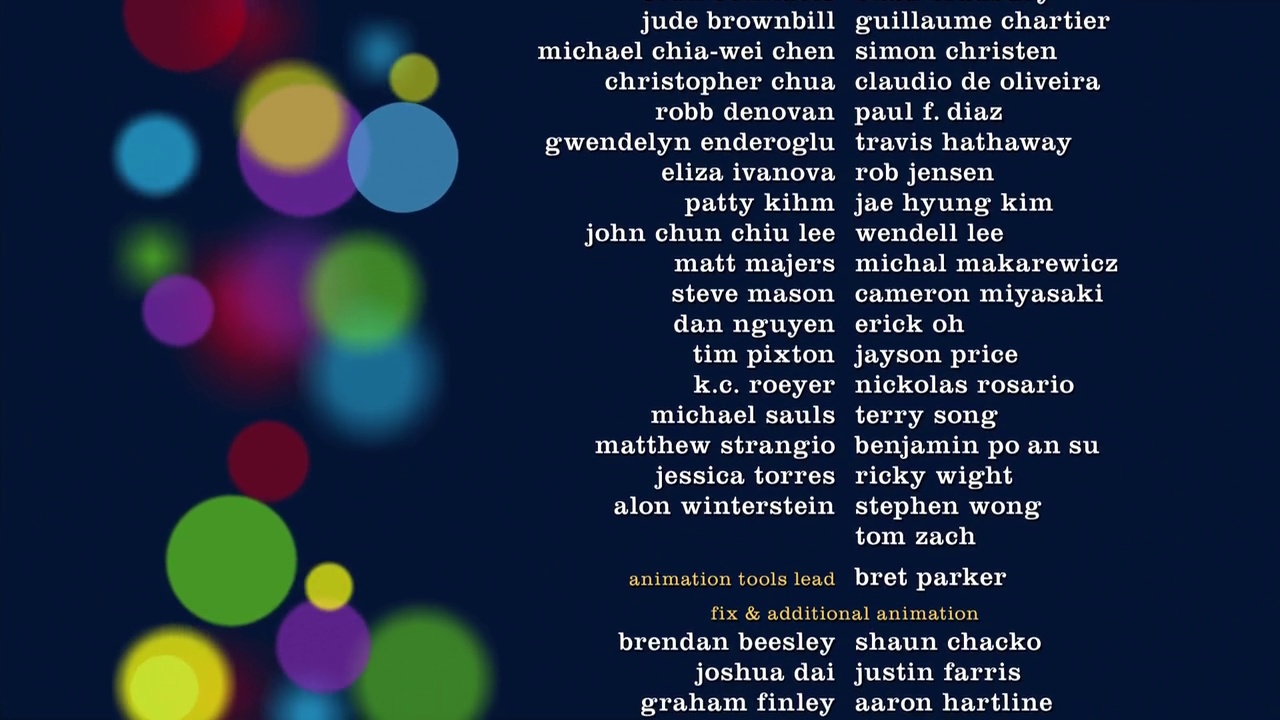 jude brownbill guillaume chartier
michael chia-wei chen simon christen
christopher chua claudio de oliveira
robb denovan paul f. diaz
gwendelyn enderoglu travis hathaway
eliza ivanova rob jensen
patty kihm jae hyung kim
john chun chiu lee wendell lee
matt majers michal makarewicz
steve mason cameron miyasaki
dan nguyen erick oh
tim pixton jayson price
k.c. roeyer nickolas rosario
michael sauls terry song
matthew strangio benjamin po an su
jessica torres ricky wight
alon winterstein stephen wong
tom zach
animation tools lead bret parker
fix & additional animation
brendan beesley shaun chacko
joshua dai justin farris
graham finley aaron hartline